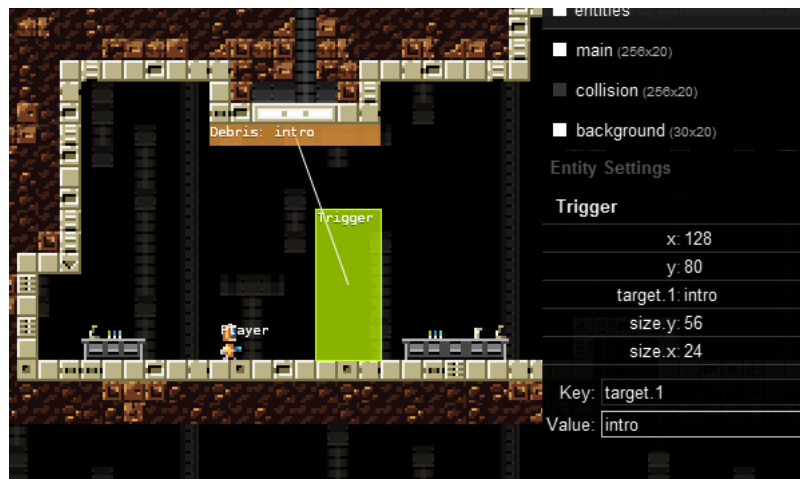 entities
main (256x20)
collision (256x20)
background (30x20)
Entity Settings
Trigger
x: 128
y: 80
target.1: intro
size.y: 56
size.x: 24
Key: target.1
Value: intro
Debris: intro
Trigger
Player